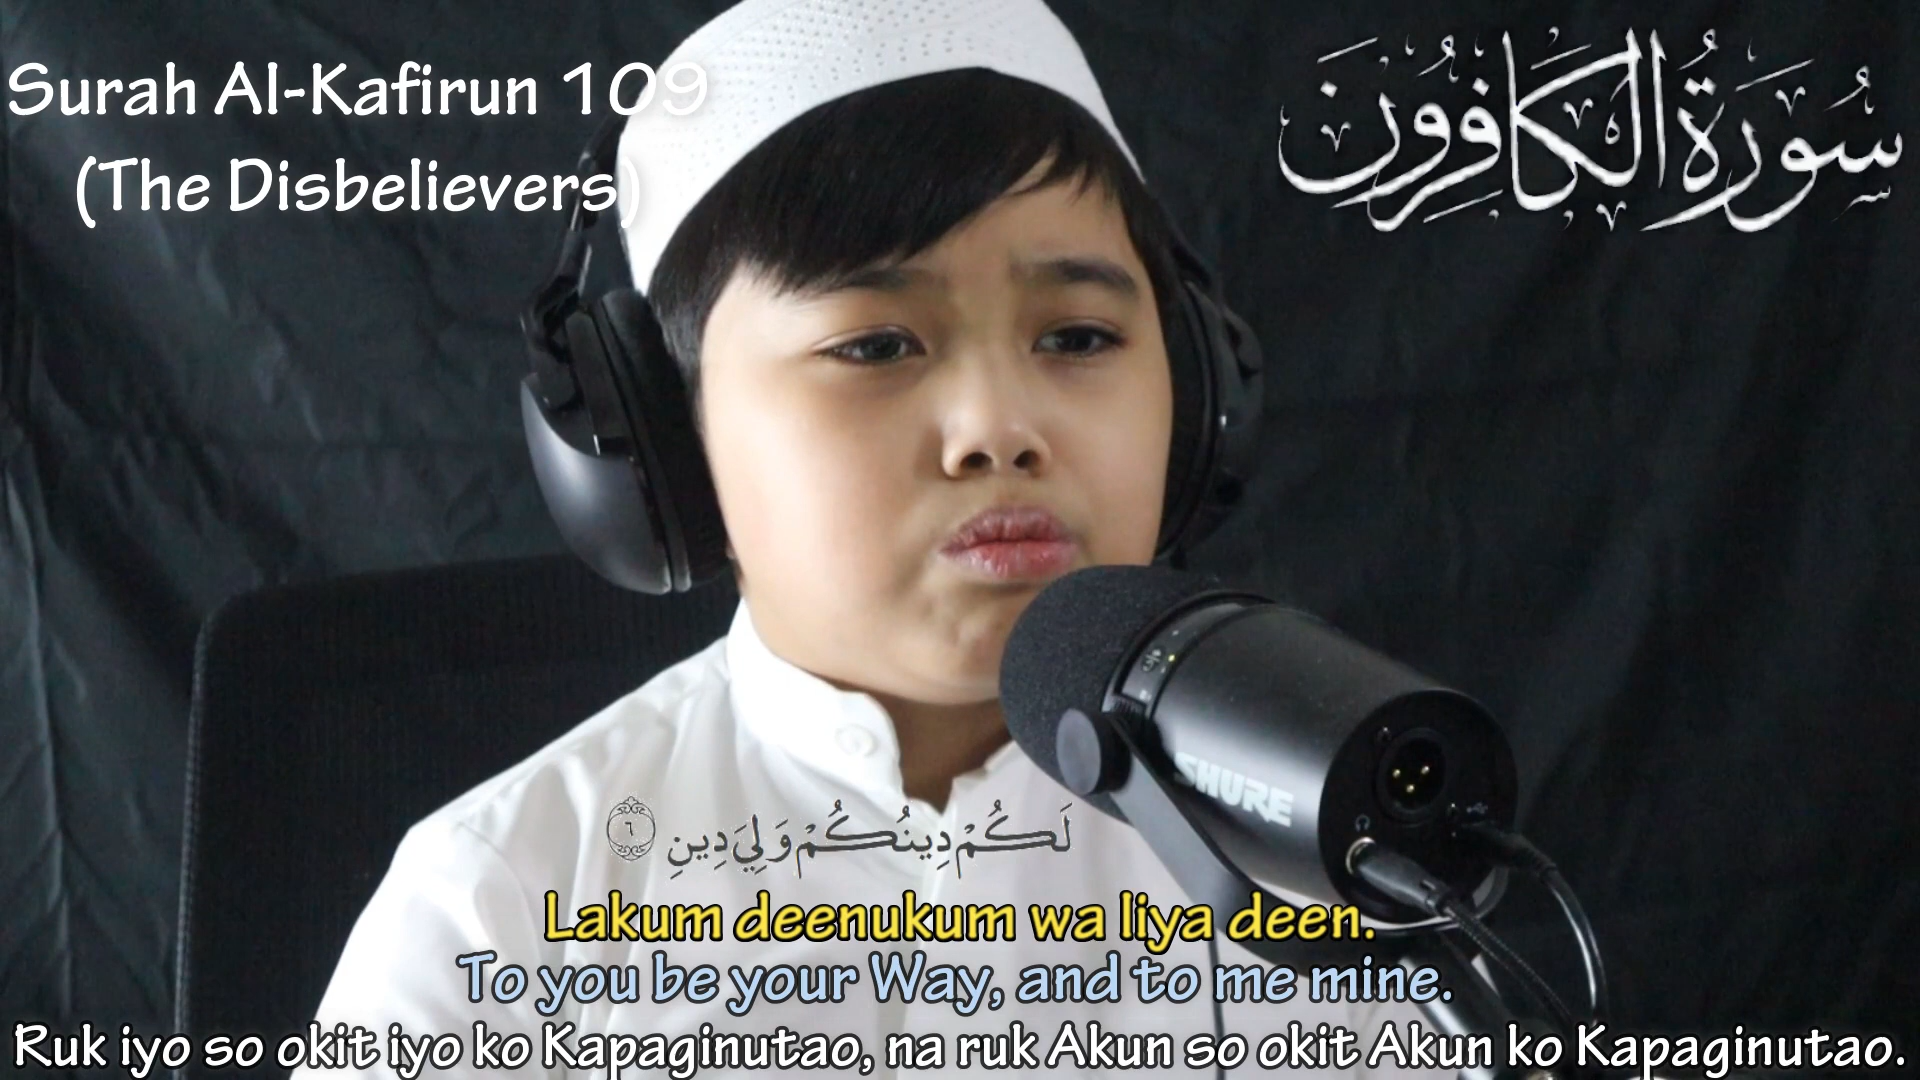 Surah Al-Kafirun 109
(The Disbelievers)
سُورَةُ الْكَافِرُونَ
SHURE
لَكُمْ دِينُكُمْ وَلِيَ دِينِ ٦
Lakum deenukum wa liya deen.
To you be your Way, and to me mine.
Ruk iyo so okit iyo ko Kapaginutao, na ruk Akun so okit Akun ko Kapaginutao.